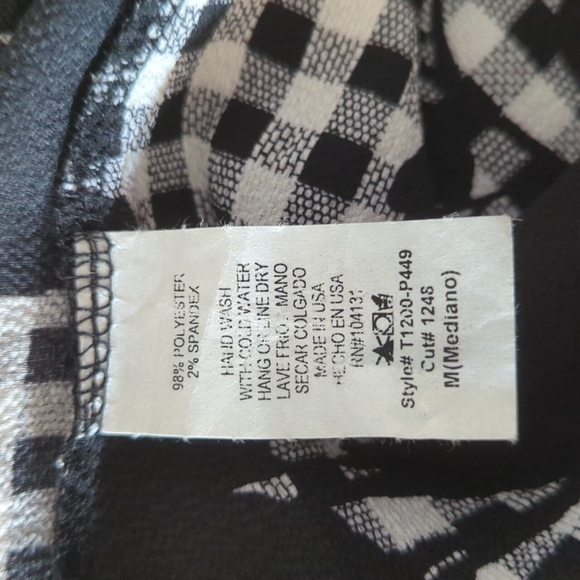 98% POLYESTER
2% SPANDEX
HAND WASH
WITH COLD WATER
HANG OR LINE DRY
LAVE FRIO A MANO
SECAR COLGADO
MADE IN USA
HECHO EN USA
RN#104131
Style# T1200-P449
Cut# 1248
M(Mediano)